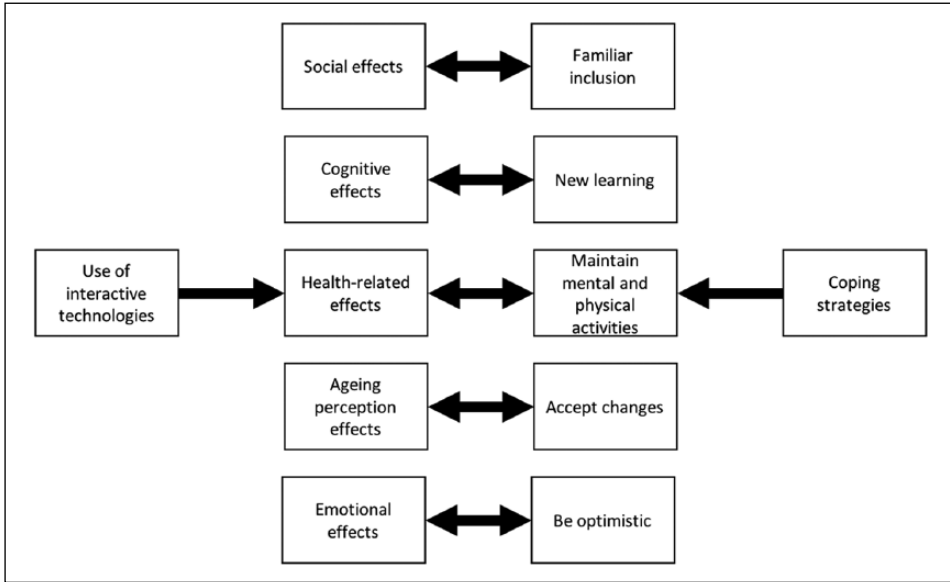 Social effects
Familiar
inclusion
Cognitive
effects
New learning
Use of
interactive
technologies
Health-related
effects
Maintain
mental and
physical
activities
Coping
strategies
Ageing
perception
effects
Accept changes
Emotional
effects
Be optimistic